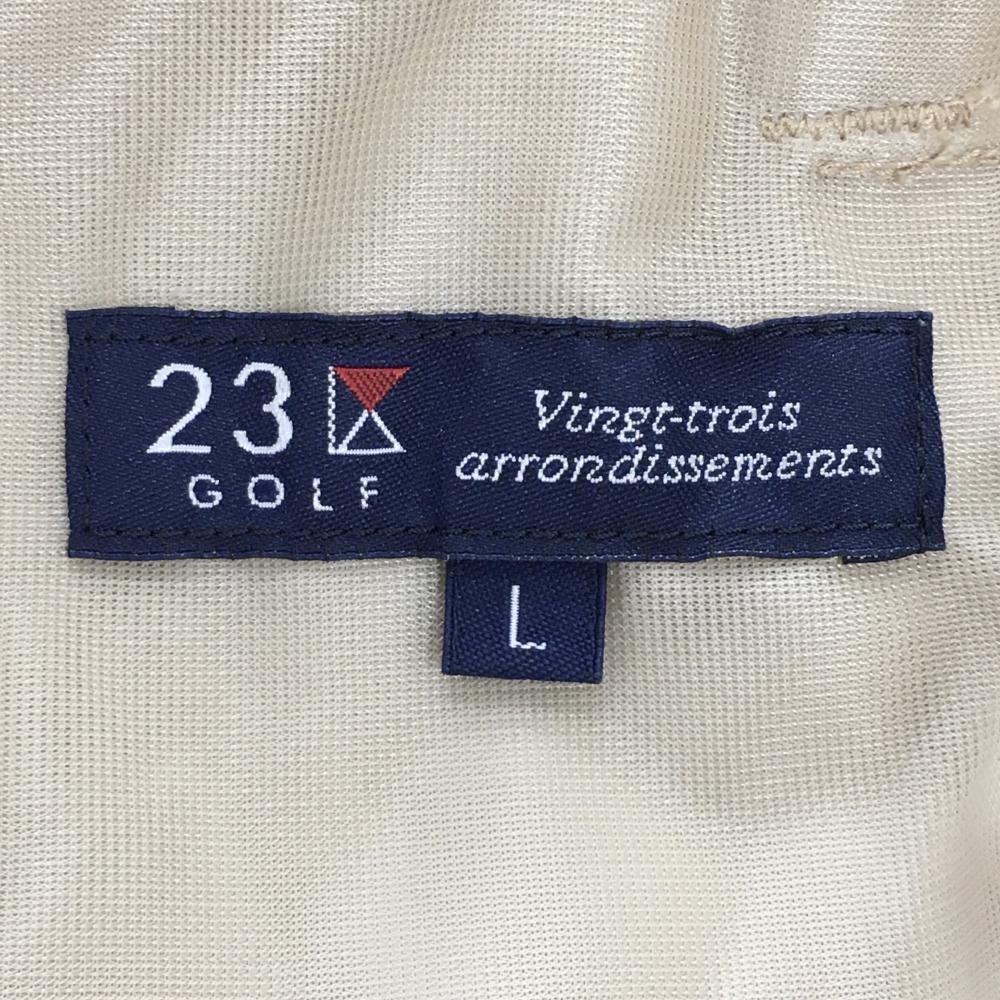 23
GOLF
Vingt-trois
arrondissements
L